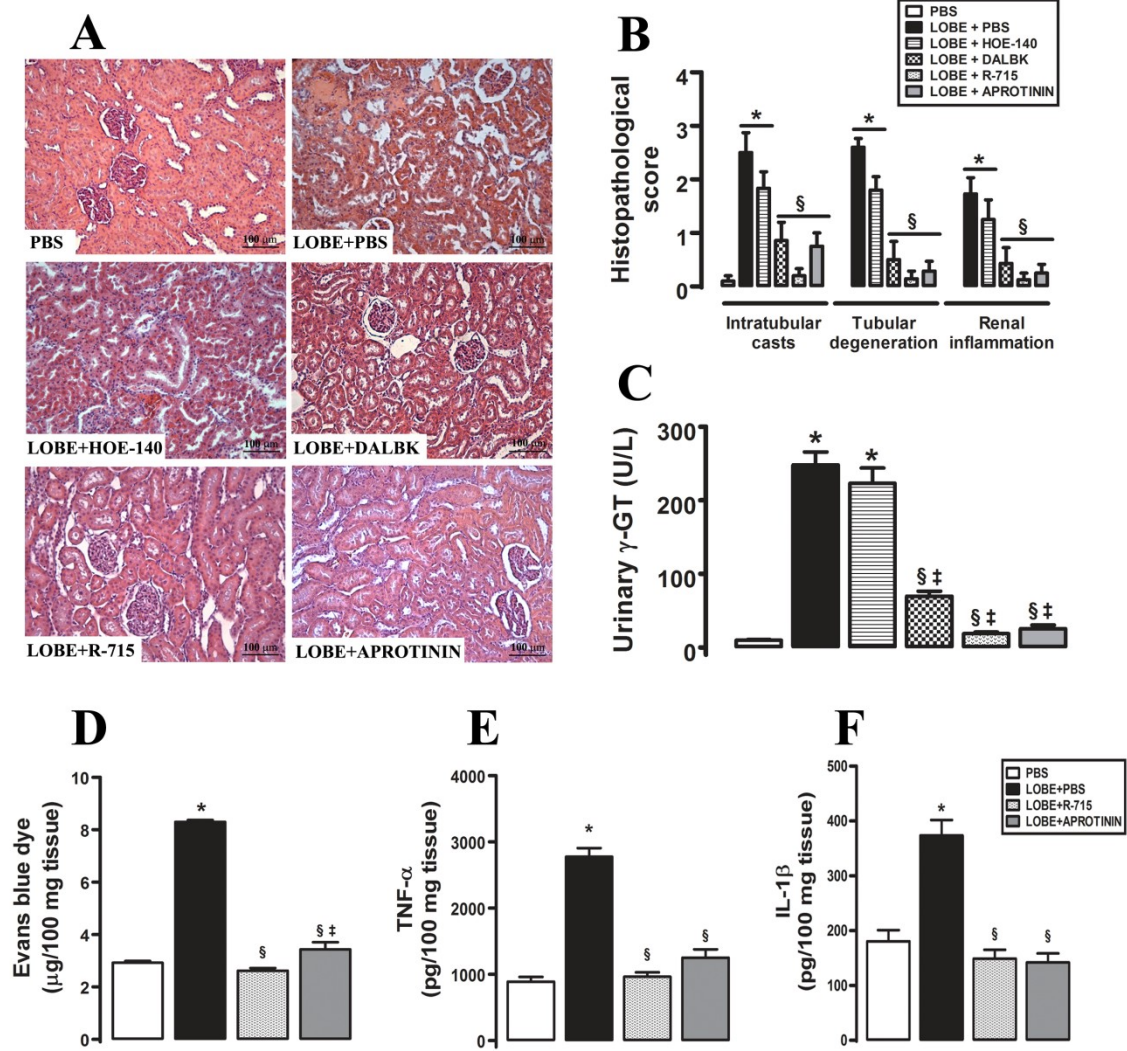 A
PBS
100 µm
LOBE+PBS
100 µm
LOBE+HOE-140
100 µm
LOBE+DALBK
100 µm
LOBE+R-715
100 µm
LOBE+APROTININ
100 µm
B
PBS
LOBE + PBS
LOBE + HOE-140
LOBE + DALBK
LOBE + R-715
LOBE + APROTININ
Histopathological
score
4
3
2
1
0
*
§
*
§
*
§
Intratubular
casts
Tubular
degeneration
Renal
inflammation
C
Urinary γ-GT (U/L)
300
200
100
0
*
*
§ ‡
§ ‡
§ ‡
D
Evans blue dye
(µg/100 mg tissue)
10
8
6
4
2
0
*
§
§ ‡
E
TNF-α
(pg/100 mg tissue)
4000
3000
2000
1000
0
*
§
§
F
IL-1β
(pg/100 mg tissue)
500
400
300
200
100
0
*
§
§
PBS
LOBE+PBS
LOBE+R-715
LOBE+APROTININ